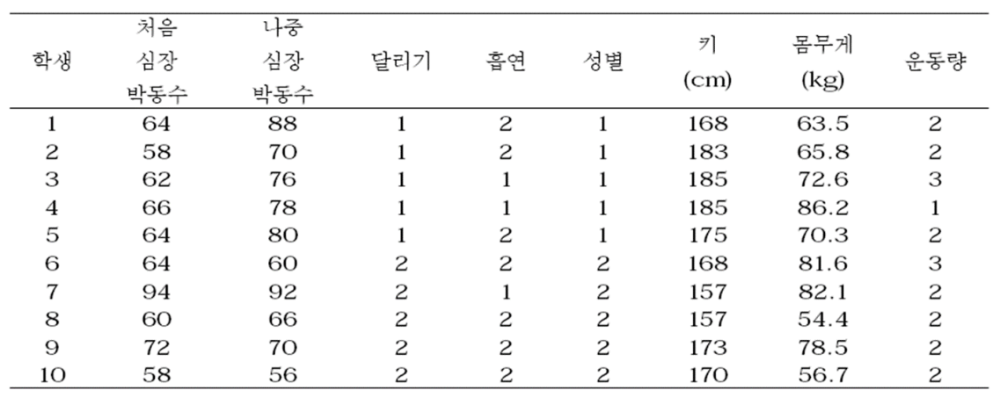 학생 처음 심장 박동수 나중 심장 박동수 달리기 흡연 성별 키 (cm) 몸무게 (kg) 운동량
1 64 88 1 2 1 168 63.5 2
2 58 70 1 2 1 183 65.8 2
3 62 76 1 1 1 185 72.6 3
4 66 78 1 1 1 185 86.2 1
5 64 80 1 2 1 175 70.3 2
6 64 60 2 2 2 168 81.6 3
7 94 92 2 1 2 157 82.1 2
8 60 66 2 2 2 157 54.4 2
9 72 70 2 2 2 173 78.5 2
10 58 56 2 2 2 170 56.7 2